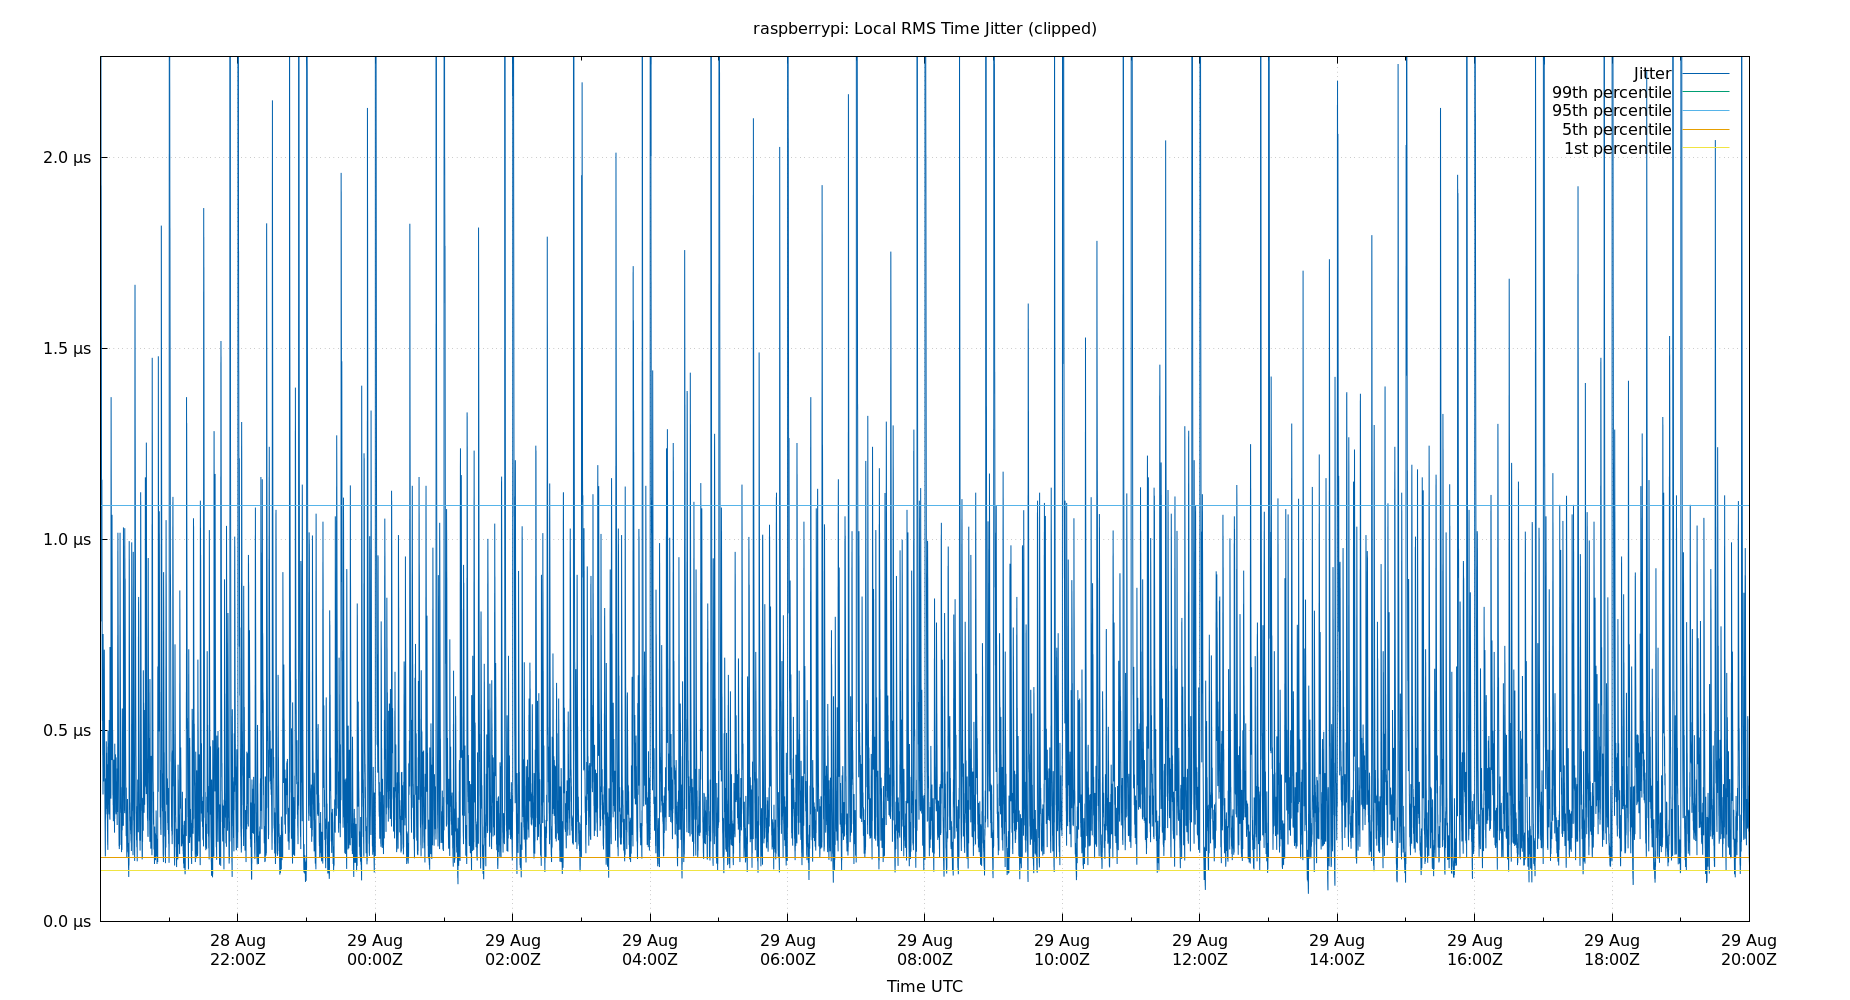 raspberrypi: Local RMS Time Jitter (clipped)
Jitter
99th percentile
95th percentile
5th percentile
1st percentile
2.0 µs
1.5 µs
1.0 µs
0.5 µs
0.0 µs
28 Aug 29 Aug 29 Aug 29 Aug 29 Aug 29 Aug 29 Aug 29 Aug 29 Aug 29 Aug 29 Aug 29 Aug
22:00Z 00:00Z 02:00Z 04:00Z 06:00Z 08:00Z 10:00Z 12:00Z 14:00Z 16:00Z 18:00Z 20:00Z
Time UTC